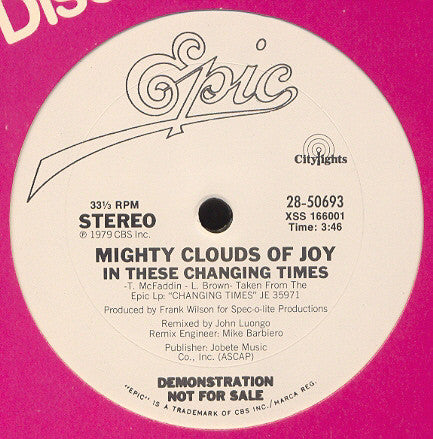 Disc
Epic
Citylights
33⅓ RPM
STEREO
℗ 1979 CBS Inc.
28-50693
XSS 166001
Time: 3:46
MIGHTY CLOUDS OF JOY
IN THESE CHANGING TIMES
-T. McFaddin - L. Brown- Taken From The
Epic Lp: "CHANGING TIMES" JE 35971
Produced by Frank Wilson for Spec-o-lite Productions
Remixed by John Luongo
Remix Engineer: Mike Barbiero
Publisher: Jobete Music
Co., Inc. (ASCAP)
DEMONSTRATION
NOT FOR SALE
"EPIC" IS A TRADEMARK OF CBS INC./MARCA REG.